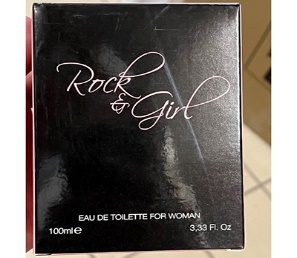 Rock
& Girl
EAU DE TOILETTE FOR WOMAN
100ml e 3,33 Fl. Oz